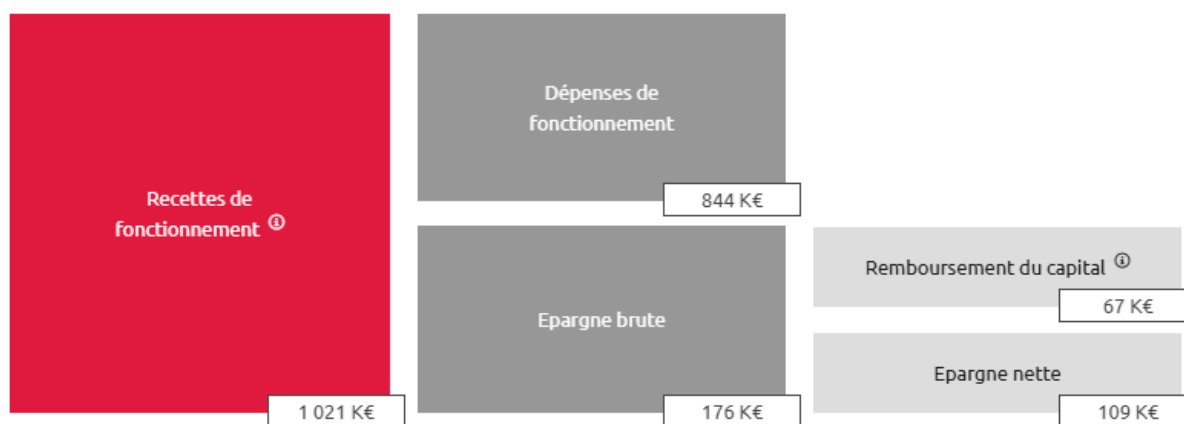 Recettes de
fonctionnement
1 021 K€
Dépenses de
fonctionnement
844 K€
Epargne brute
176 K€
Remboursement du capital
67 K€
Epargne nette
109 K€